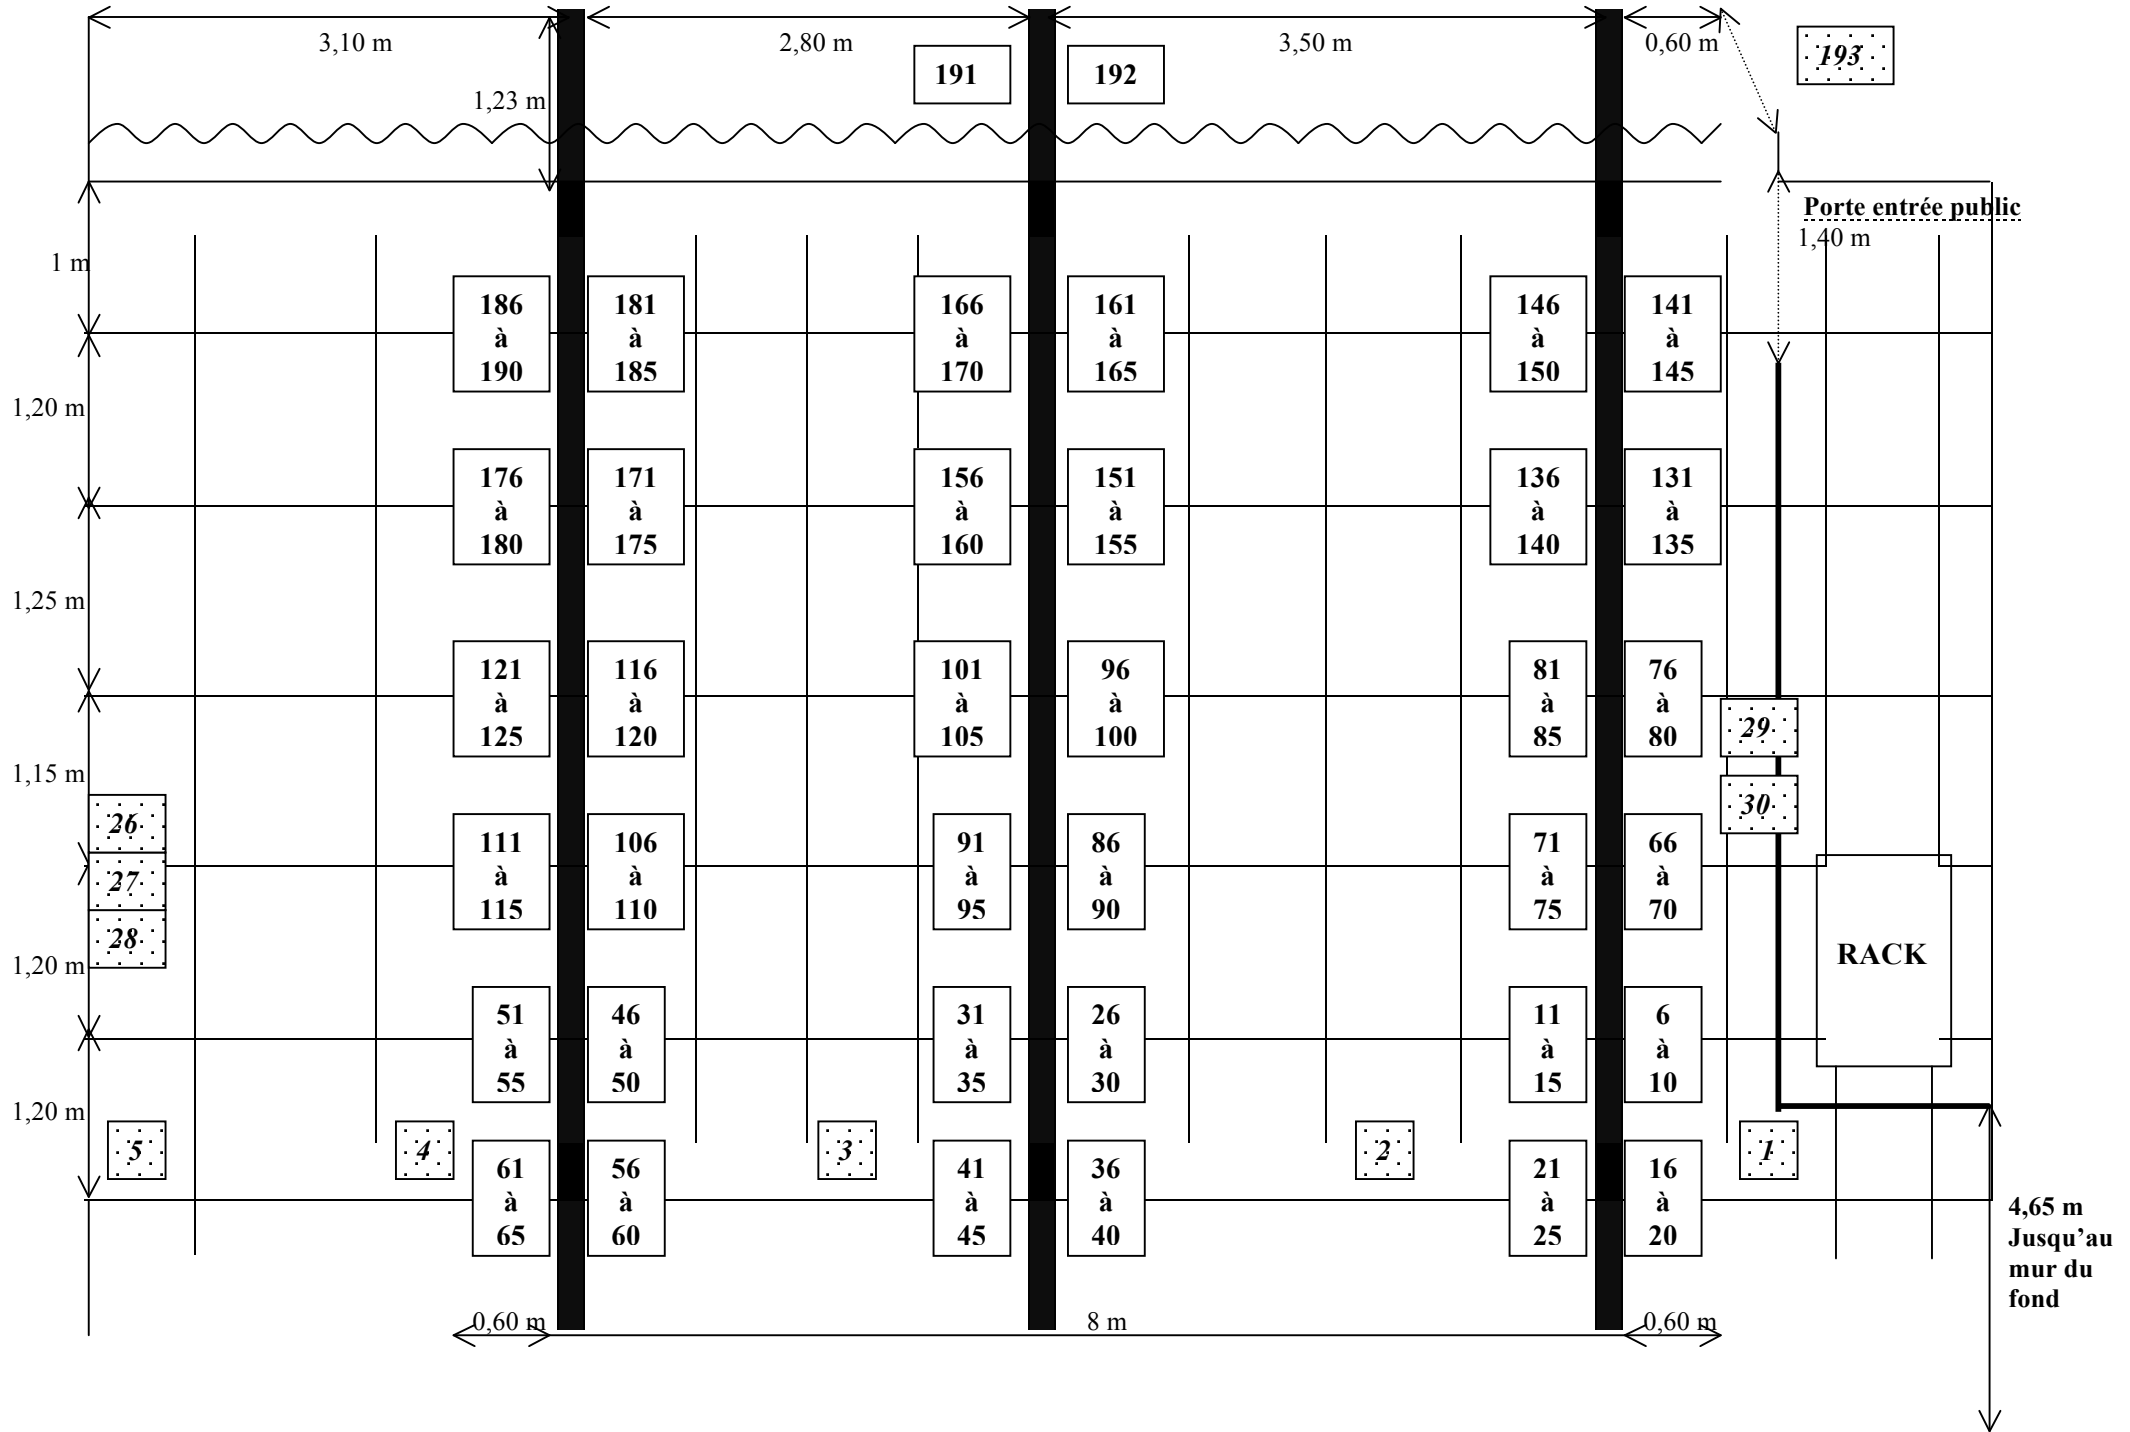 3,10 m
2,80 m
3,50 m
0,60 m
193
191
192
1,23 m
Porte entrée public
1,40 m
1 m
186
à
190
181
à
185
166
à
170
161
à
165
146
à
150
141
à
145
1,20 m
176
à
180
171
à
175
156
à
160
151
à
155
136
à
140
131
à
135
1,25 m
121
à
125
116
à
120
101
à
105
96
à
100
81
à
85
76
à
80
29
30
1,15 m
26
27
28
111
à
115
106
à
110
91
à
95
86
à
90
71
à
75
66
à
70
RACK
1,20 m
51
à
55
46
à
50
31
à
35
26
à
30
11
à
15
6
à
10
1,20 m
5
4
3
2
1
61
à
65
56
à
60
41
à
45
36
à
40
21
à
25
16
à
20
4,65 m
Jusqu’au
mur du
fond
0,60 m
8 m
0,60 m